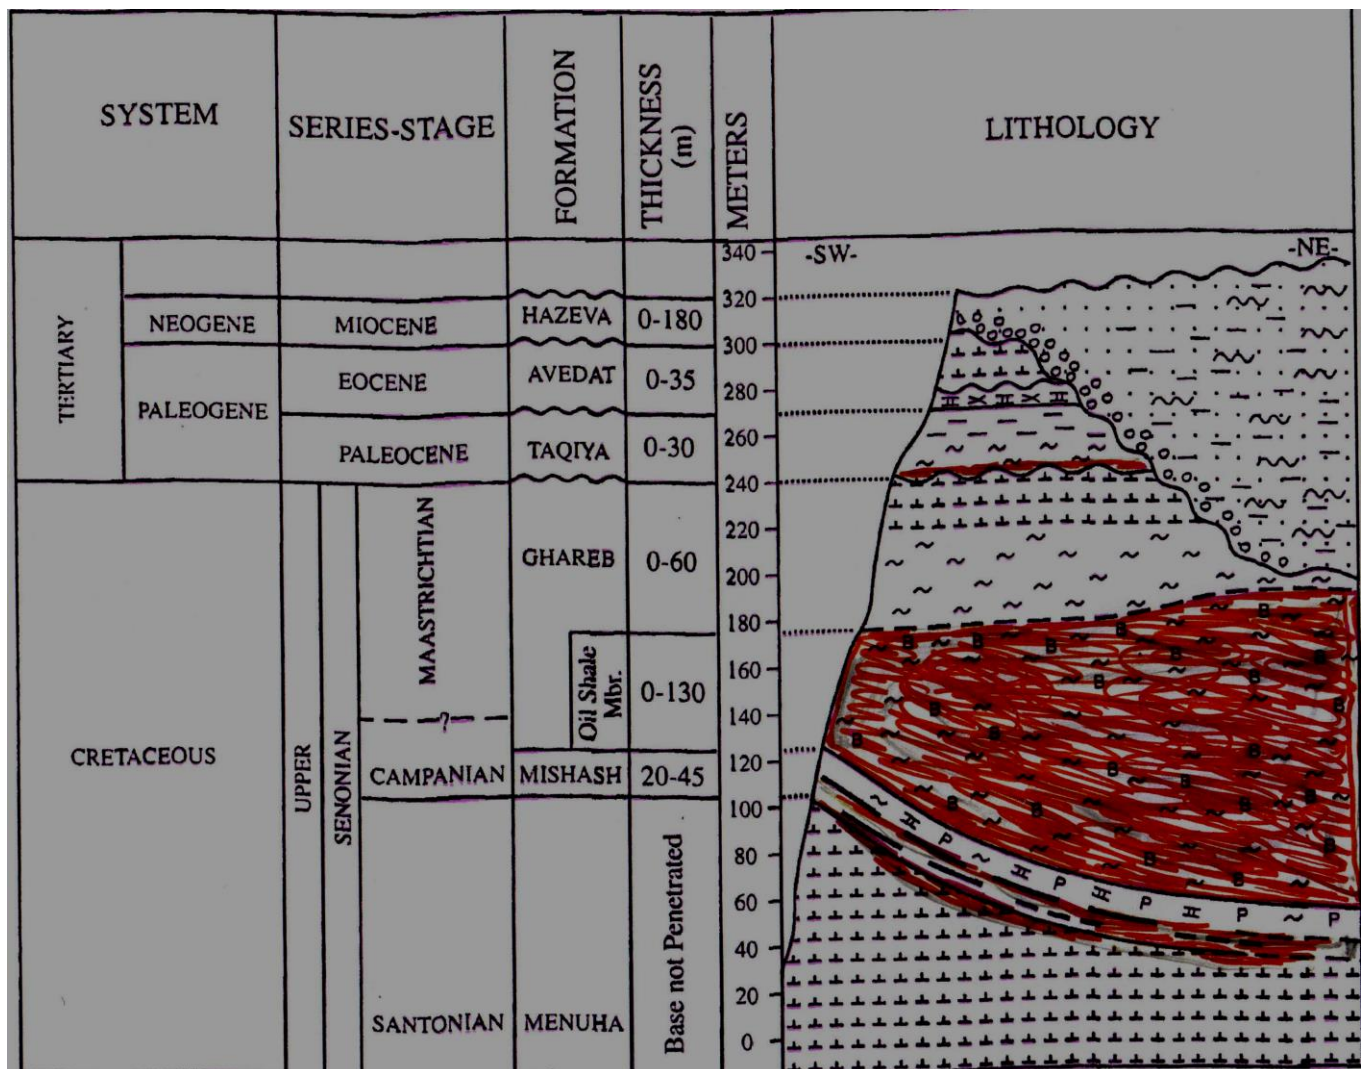 SYSTEM
SERIES-STAGE
FORMATION
THICKNESS
(m)
METERS
LITHOLOGY
TERTIARY
NEOGENE
MIOCENE
HAZEVA
0-180
PALEOGENE
EOCENE
AVEDAT
0-35
PALEOCENE
TAQIYA
0-30
CRETACEOUS
UPPER
SENONIAN
MAASTRICHTIAN
GHAREB
0-60
Oil Shale
Mbr.
0-130
?
CAMPANIAN
MISHASH
20-45
SANTONIAN
MENUHA
Base not Penetrated
340
320
300
280
260
240
220
200
180
160
140
120
100
80
60
40
20
0
-SW-
-NE-
B B B B
B B
B
B B
B B
B
B B
B
B B
P P P P P